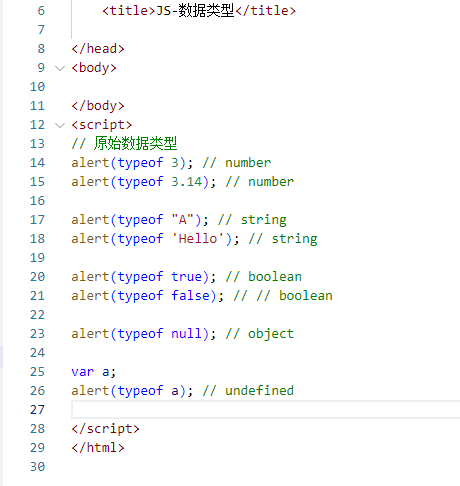 6 <title>JS-数据类型</title>
7
8 </head>
9 <body>
10
11 </body>
12 <script>
13 // 原始数据类型
14 alert(typeof 3); // number
15 alert(typeof 3.14); // number
16
17 alert(typeof "A"); // string
18 alert(typeof 'Hello'); // string
19
20 alert(typeof true); // boolean
21 alert(typeof false); // // boolean
22
23 alert(typeof null); // object
24
25 var a;
26 alert(typeof a); // undefined
27
28 </script>
29 </html>
30